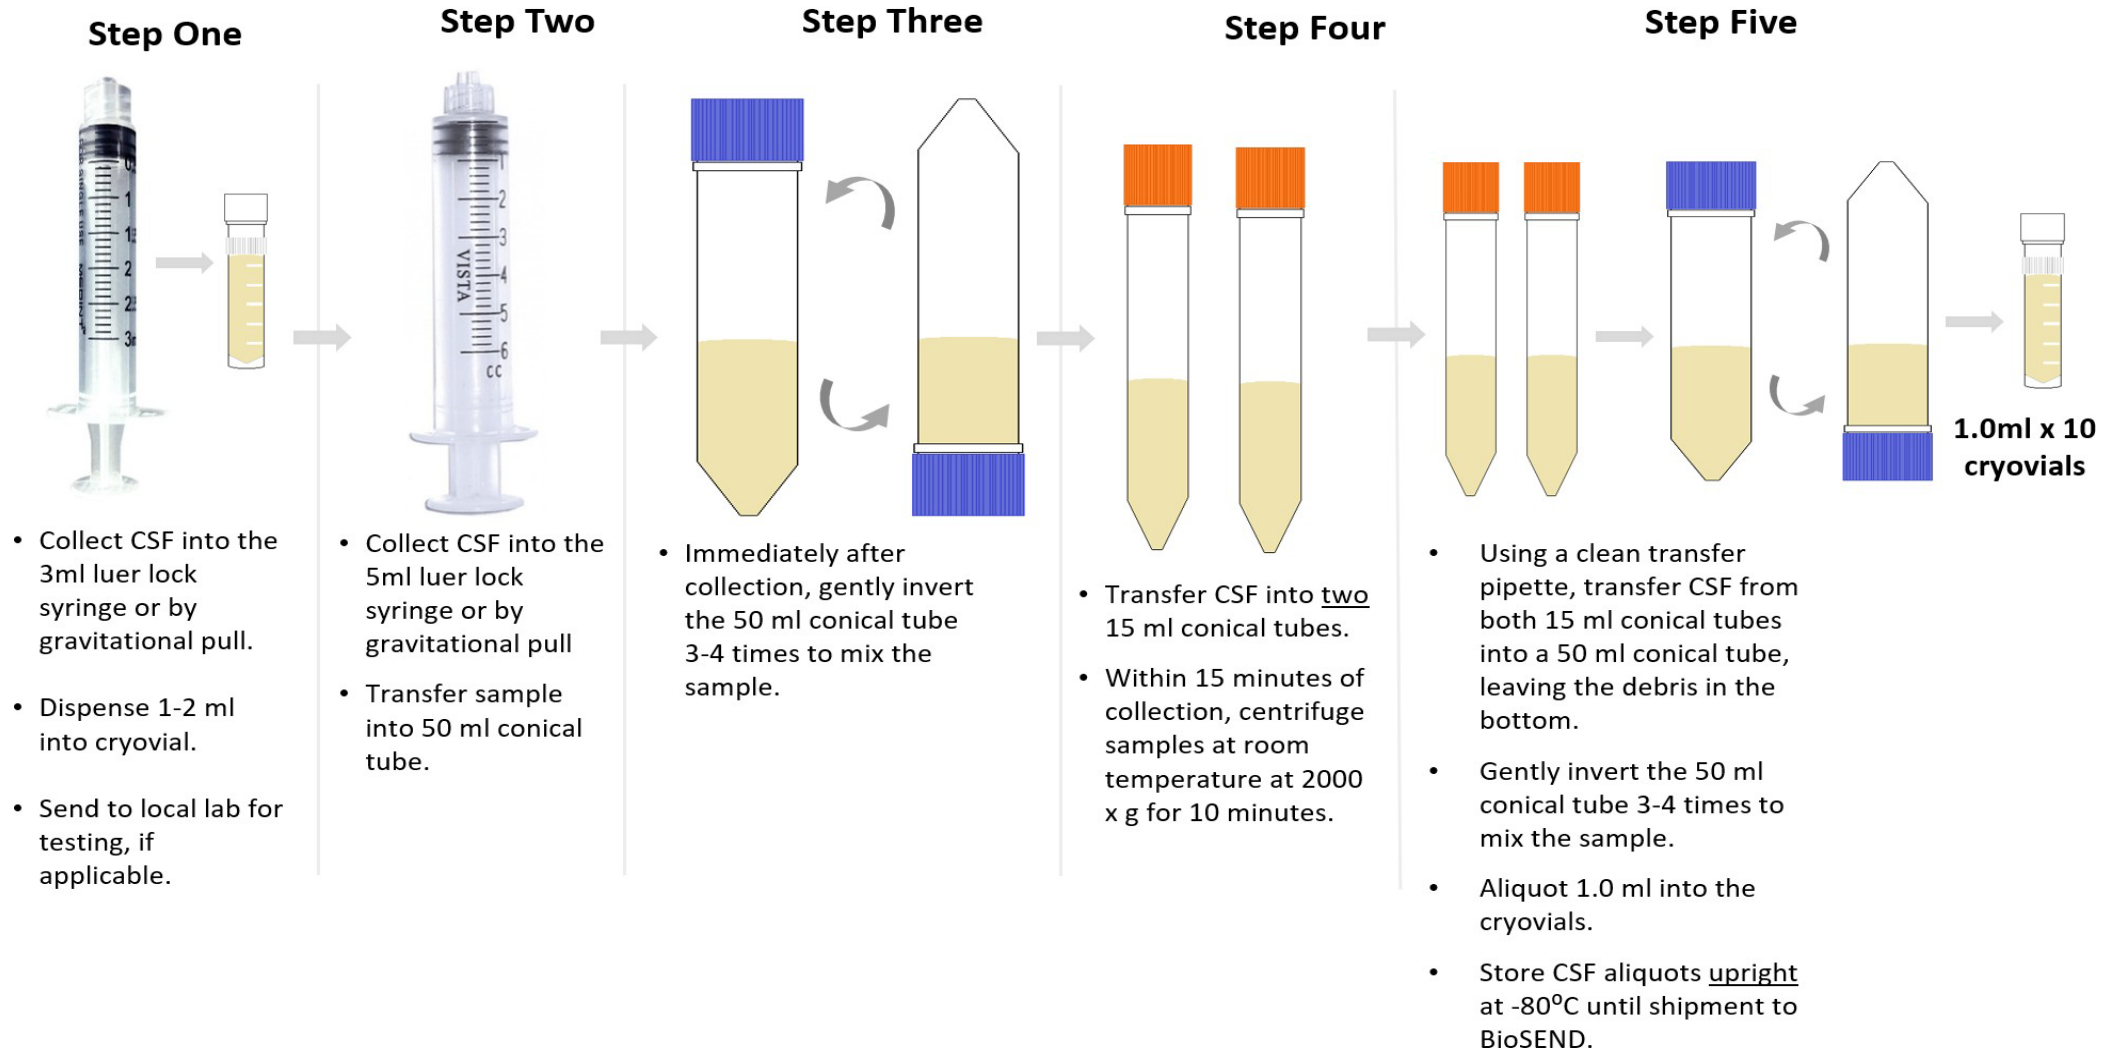 Step One
Collect CSF into the
3ml luer lock
syringe or by
gravitational pull.
Dispense 1-2 ml
into cryovial.
Send to local lab for
testing, if
applicable.
Step Two
1
2
3
4
5
6
cc
VISTA
Collect CSF into the
5ml luer lock
syringe or by
gravitational pull
Transfer sample
into 50 ml conical
tube.
Step Three
Immediately after
collection, gently invert
the 50 ml conical tube
3-4 times to mix the
sample.
Step Four
Transfer CSF into two
15 ml conical tubes.
Within 15 minutes of
collection, centrifuge
samples at room
temperature at 2000
x g for 10 minutes.
Step Five
1.0ml x 10
cryovials
Using a clean transfer
pipette, transfer CSF from
both 15 ml conical tubes
into a 50 ml conical tube,
leaving the debris in the
bottom.
Gently invert the 50 ml
conical tube 3-4 times to
mix the sample.
Aliquot 1.0 ml into the
cryovials.
Store CSF aliquots upright
at -80⁰C until shipment to
BioSEND.